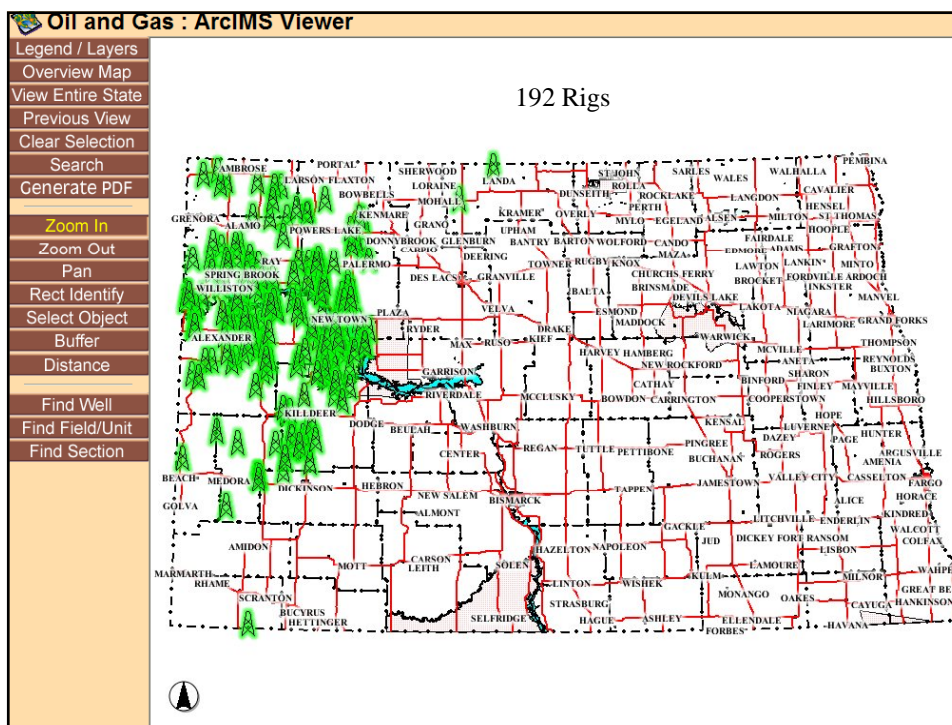 Oil and Gas : ArcIMS Viewer
Legend / Layers
Overview Map
View Entire State
Previous View
Clear Selection
Search
Generate PDF
Zoom In
Zoom Out
Pan
Rect Identify
Select Object
Buffer
Distance
Find Well
Find Field/Unit
Find Section
192 Rigs
AMBROSE PORTAL SHERWOOD ST JOHN SARLES WALHALLA PEMBINA
LARSON FLAXTON LORAINE DUNSEITH ROLLA WALES
BOWBELLS MOHALL ROCKLAKE LANGDON CAVALIER
GRENORA KENMARE KRAMER OVERLY PERTH HENSEL
ALAMO GRANO UPHAM MYLO EGELAND ALSEN MILTON ST THOMAS
POWERS LAKE HOOPLE
DONNYBROOK GLENBURN BANTRY BARTON WOLFORD CANDO FAIRDALE
DEERING MAZA ADAMS GRAFTON
RAY PALERMO TOWNER RUGBY KNOX LAWTON LANKIN MINTO
SPRING BROOK DES LACS GRANVILLE CHURCHS FERRY BROCKET FORDVILLE ARDOCH
WILLISTON BALTA BRINSMADE INKSTER
DEVILS LAKE LAKOTA MANVEL
NEW TOWN PLAZA VELVA ESMOND NIAGARA
RYDER DRAKE MADDOCK LARIMORE GRAND FORKS
ALEXANDER MAX RUSO KIEF WARWICK
HARVEY HAMBERG MCVILLE THOMPSON
GARRISON NEW ROCKFORD ANETA REYNOLDS
SHARON BUXTON
RIVERDALE CATHAY BINFORD FINLEY MAYVILLE
MCCLUSKY BOWDON CARRINGTON COOPERSTOWN HILLSBORO
KILLDEER HOPE
DODGE BEULAH WASHBURN KENSAL LUVERNE
DAZEY PAGE HUNTER
CENTER REGAN TUTTLE PETTIBONE PINGREE ROGERS ARGUSVILLE
BUCHANAN AMENIA
BEACH MEDORA HEBRON JAMESTOWN VALLEY CITY CASSELTON FARGO
DICKINSON NEW SALEM TAPPEN HORACE
GOLVA BISMARCK ALICE
ALMONT KINDRED
LITCHVILLE ENDERLIN
GACKLE WALCOTT
AMIDON HAZELTON NAPOLEON JUD DICKEY FORT RANSOM COLFAX
CARSON LISBON
MOTT LEITH SOLEN LAMOURE
MARMARTH KULM MILNOR
RHAME LINTON WISHEK GREAT
SCRANTON MONANGO OAKES
BUCYRUS STRASBURG CAYUGA HANKINSON
HETTINGER SELFRIDGE HAGUE ASHLEY ELLENDALE
FORBES HAVANA